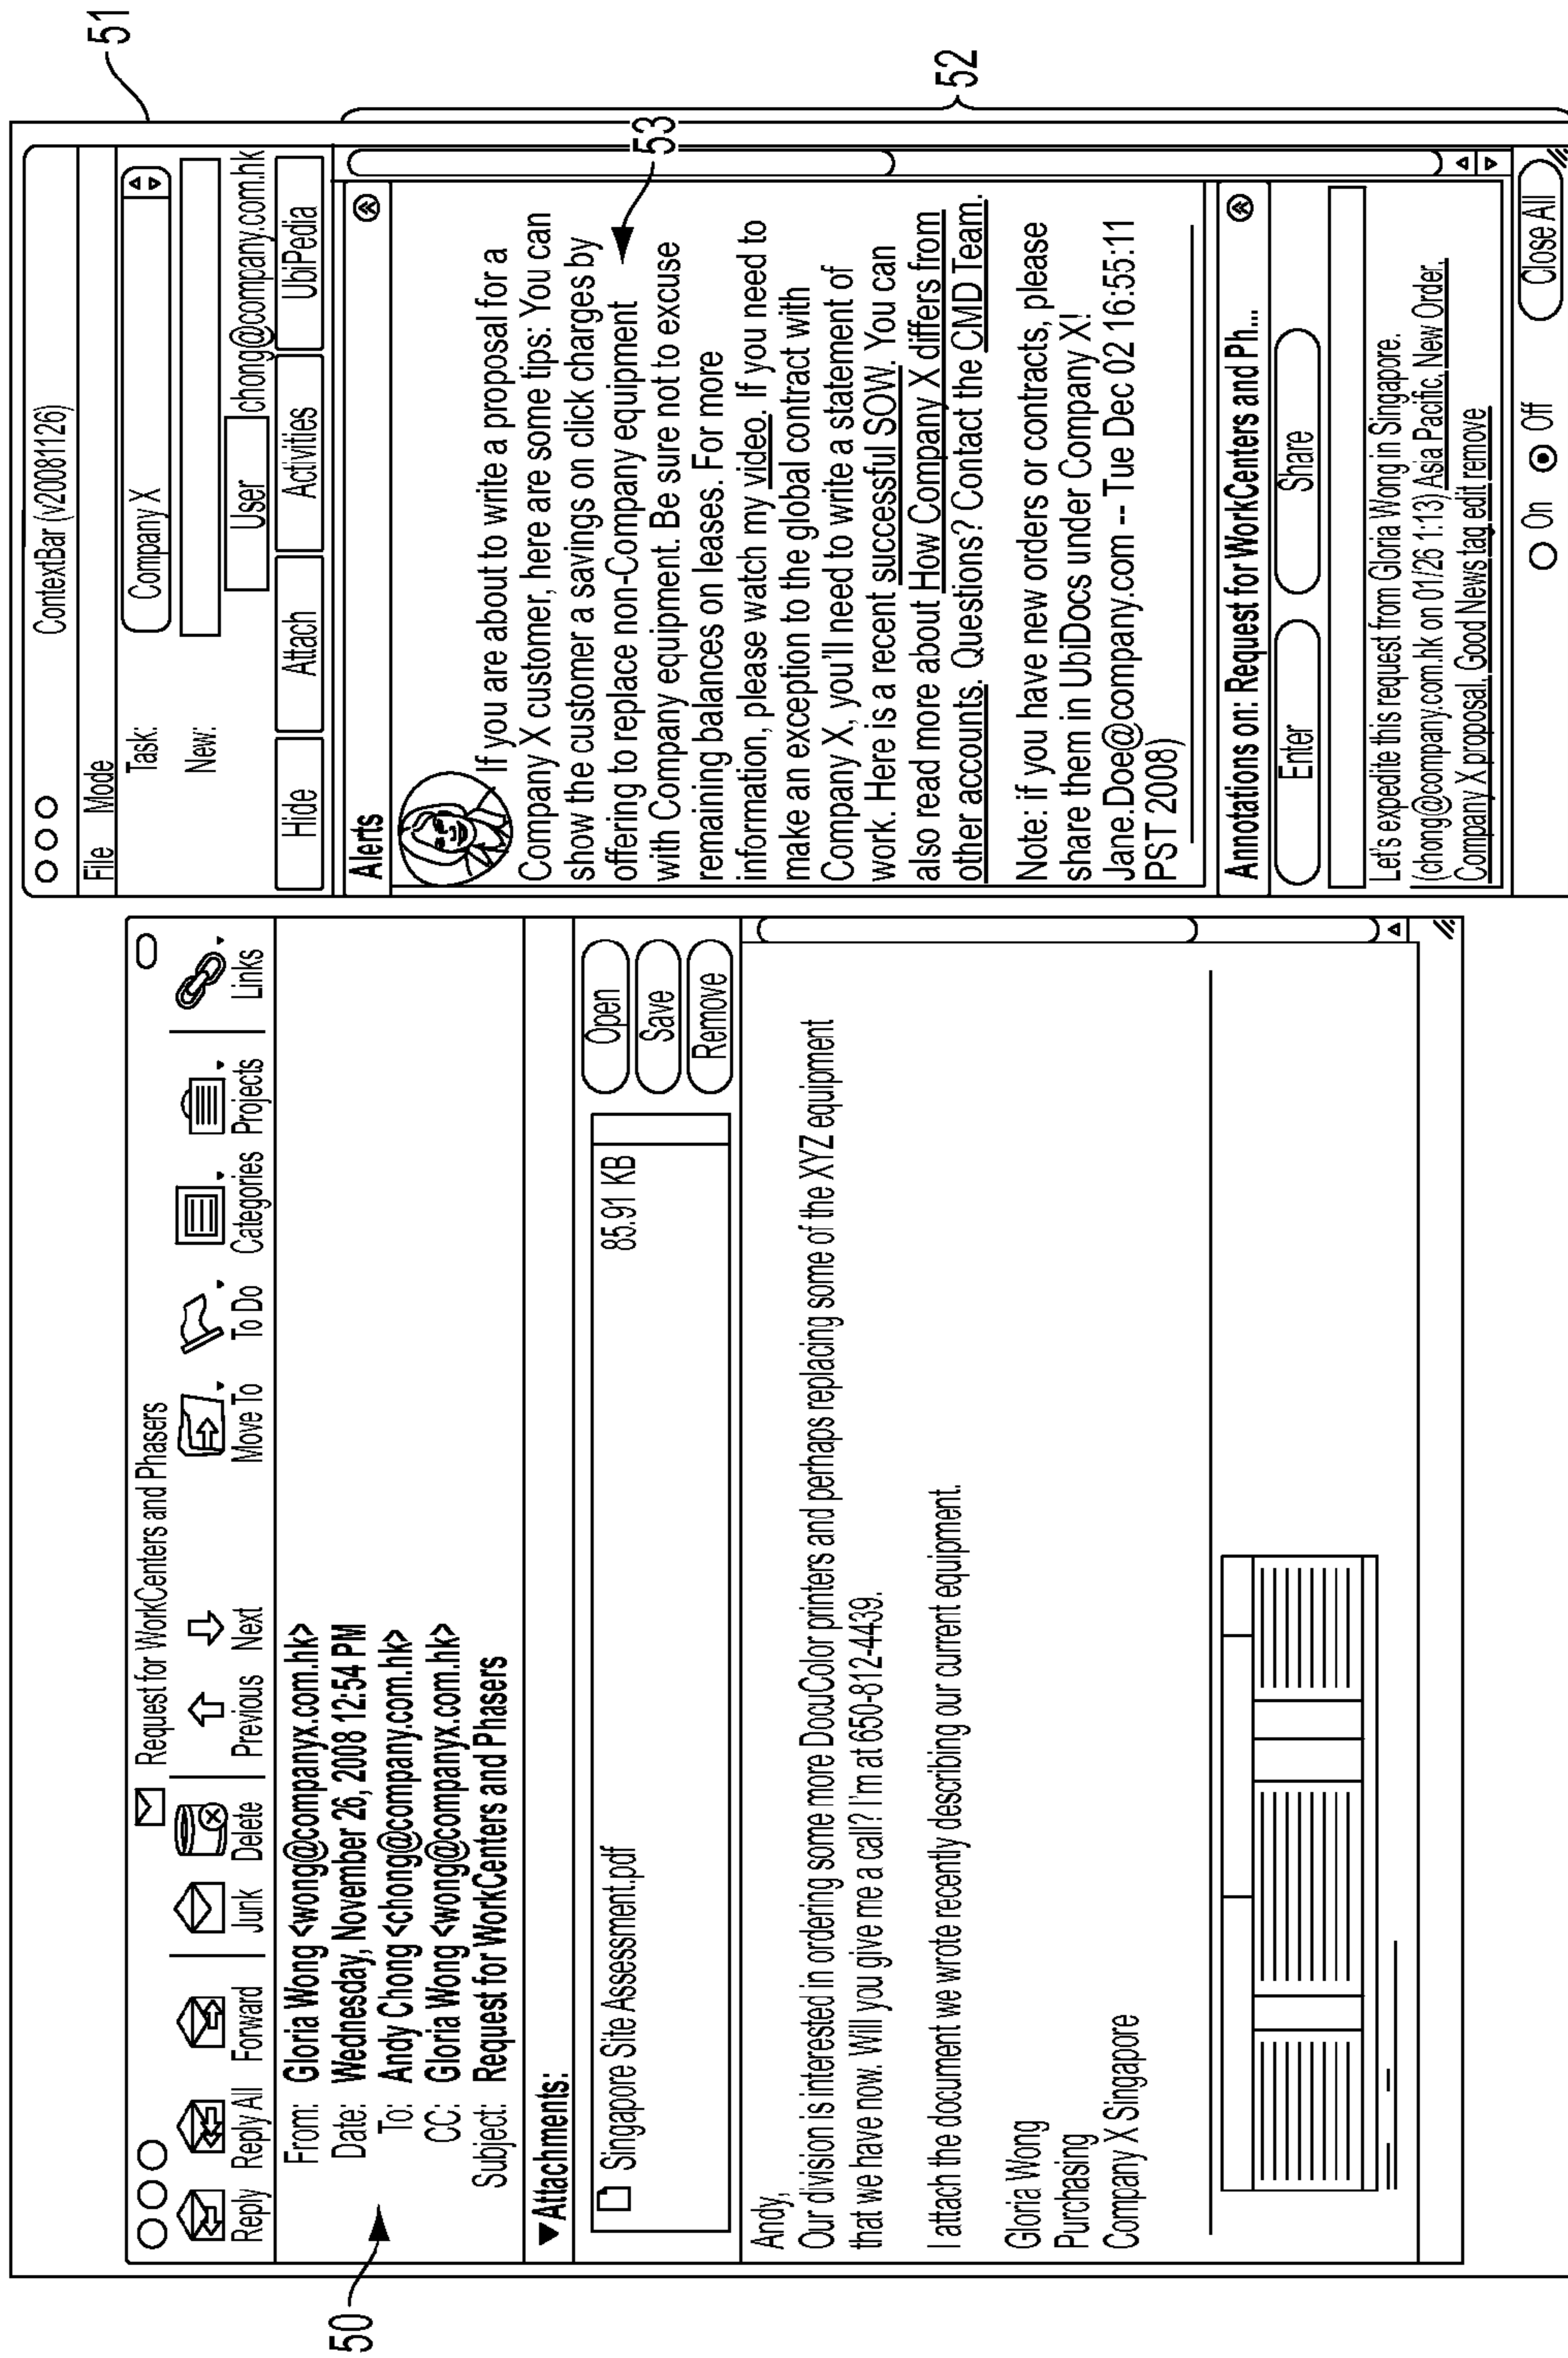 50
51
52
53
Request for WorkCenters and Phasers
Reply
Reply All
Forward
Junk
Delete
Previous
Next
Move To
To Do
Categories
Projects
Links
From: Gloria Wong <wong@companyx.com.hk>
Date: Wednesday, November 26, 2008 12:54 PM
To: Andy Chong <chong@company.com.hk>
CC: Gloria Wong <wong@companyx.com.hk>
Subject: Request for WorkCenters and Phasers
▼Attachments:
Singapore Site Assessment.pdf 85.91 KB
Open
Save
Remove
Andy,
Our division is interested in ordering some more DocuColor printers and perhaps replacing some of the XYZ equipment
that we have now. Will you give me a call? I'm at 650-812-4439.
I attach the document we wrote recently describing our current equipment.
Gloria Wong
Purchasing
Company X Singapore
ContextBar (v20081126)
File Mode
Task: Company X
New:
User chong@company.com.hk
Hide
Attach
Activities
UbiPedia
Alerts
If you are about to write a proposal for a
Company X customer, here are some tips: You can
show the customer a savings on click charges by
offering to replace non-Company equipment
with Company equipment. Be sure not to excuse
remaining balances on leases. For more
information, please watch my video. If you need to
make an exception to the global contract with
Company X, you'll need to write a statement of
work. Here is a recent successful SOW. You can
also read more about How Company X differs from
other accounts. Questions? Contact the CMD Team.
Note: if you have new orders or contracts, please
share them in UbiDocs under Company X!
Jane.Doe@company.com -- Tue Dec 02 16:55:11
PST 2008)
Annotations on: Request for WorkCenters and Ph...
Enter
Share
Let's expedite this request from Gloria Wong in Singapore.
(chong@company.com.hk on 01/26 1:13) Asia Pacific, New Order,
Company X proposal, Good News tag edit remove
On
Off
Close All